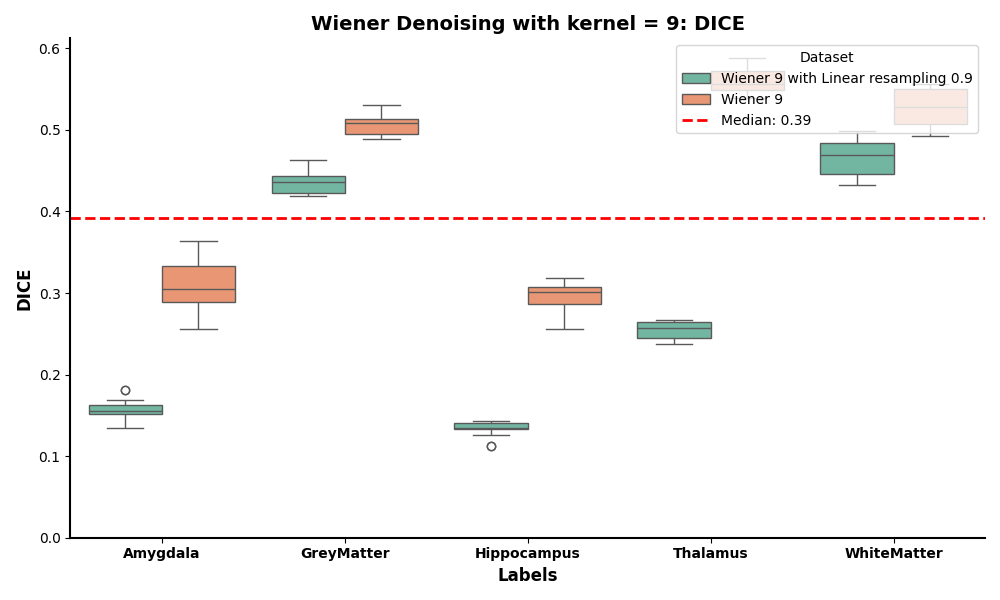 Wiener Denoising with kernel = 9: DICE
Dataset
Wiener 9 with Linear resampling 0.9
Wiener 9
Median: 0.39
DICE
0.6
0.5
0.4
0.3
0.2
0.1
0.0
Amygdala
GreyMatter
Hippocampus
Thalamus
WhiteMatter
Labels